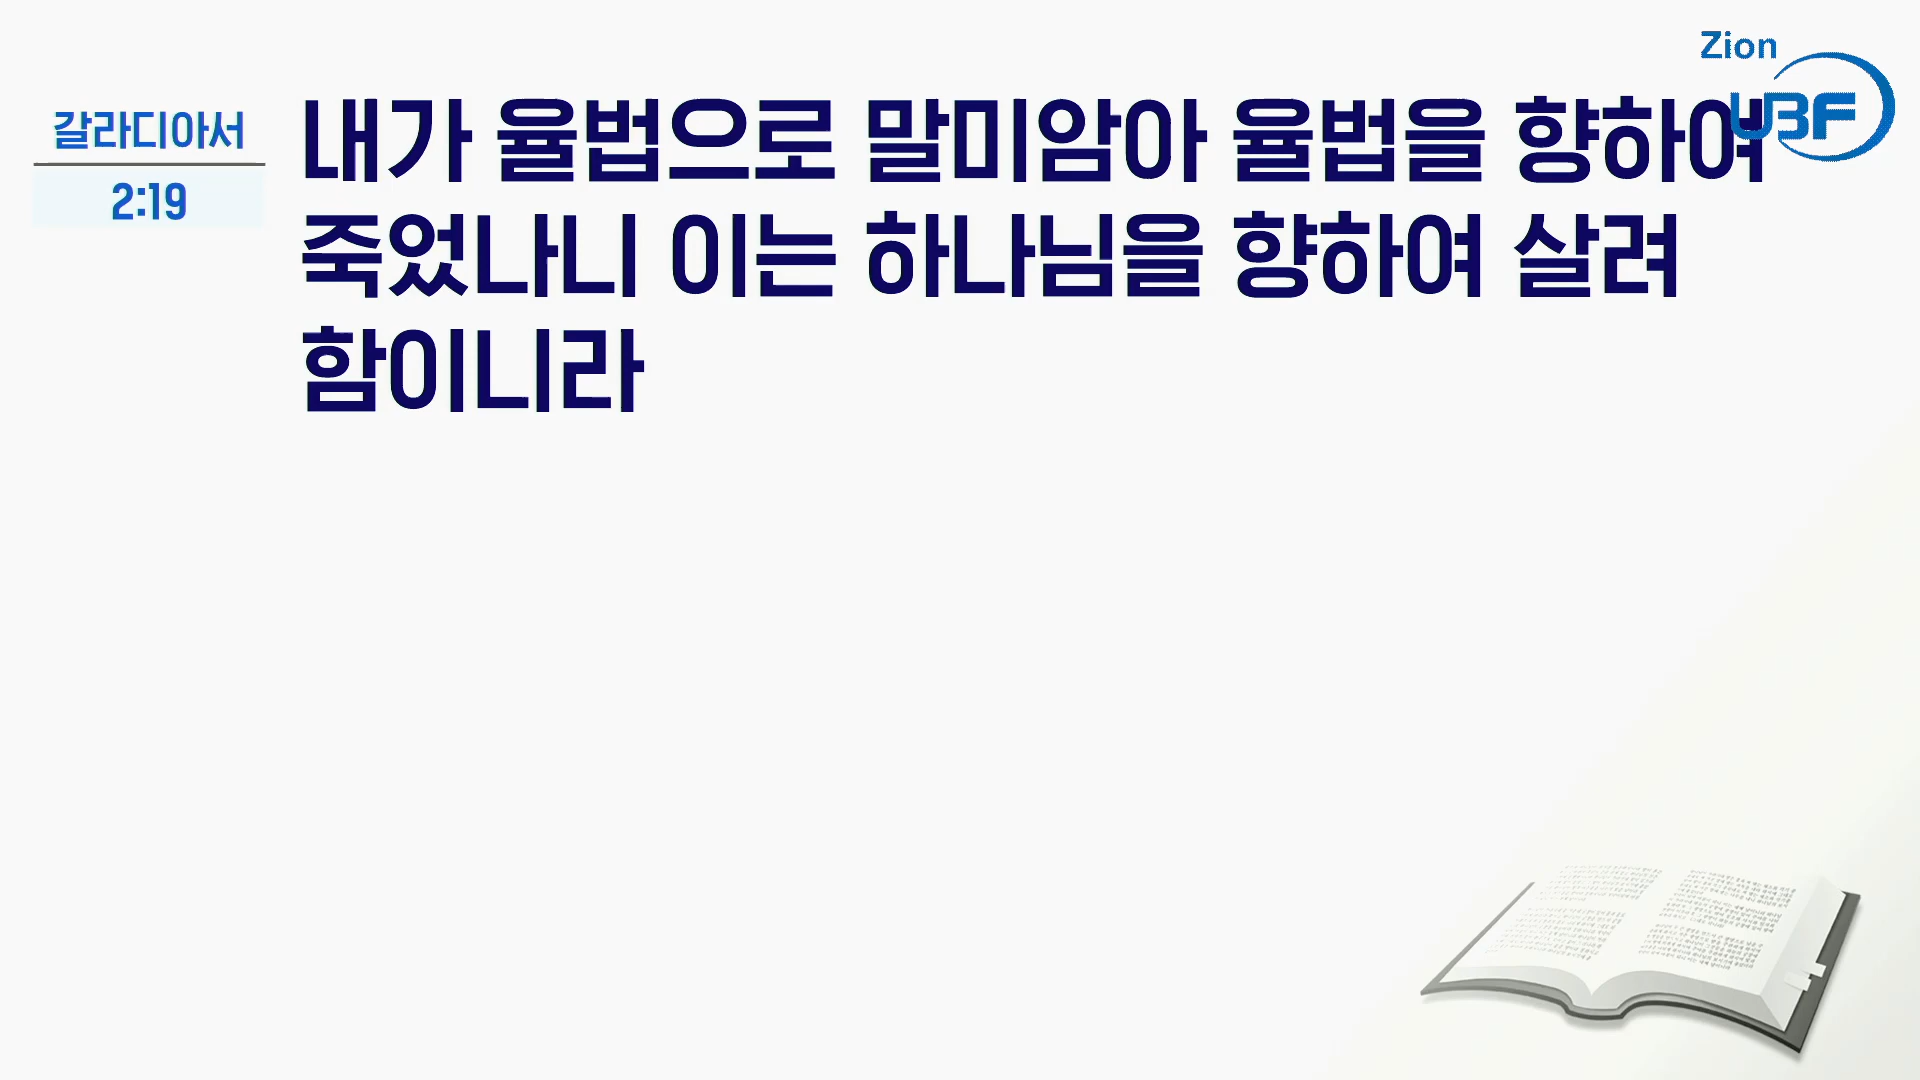 Zion
UBF
갈라디아서
2:19
내가 율법으로 말미암아 율법을 향하여
죽었나니 이는 하나님을 향하여 살려
함이니라